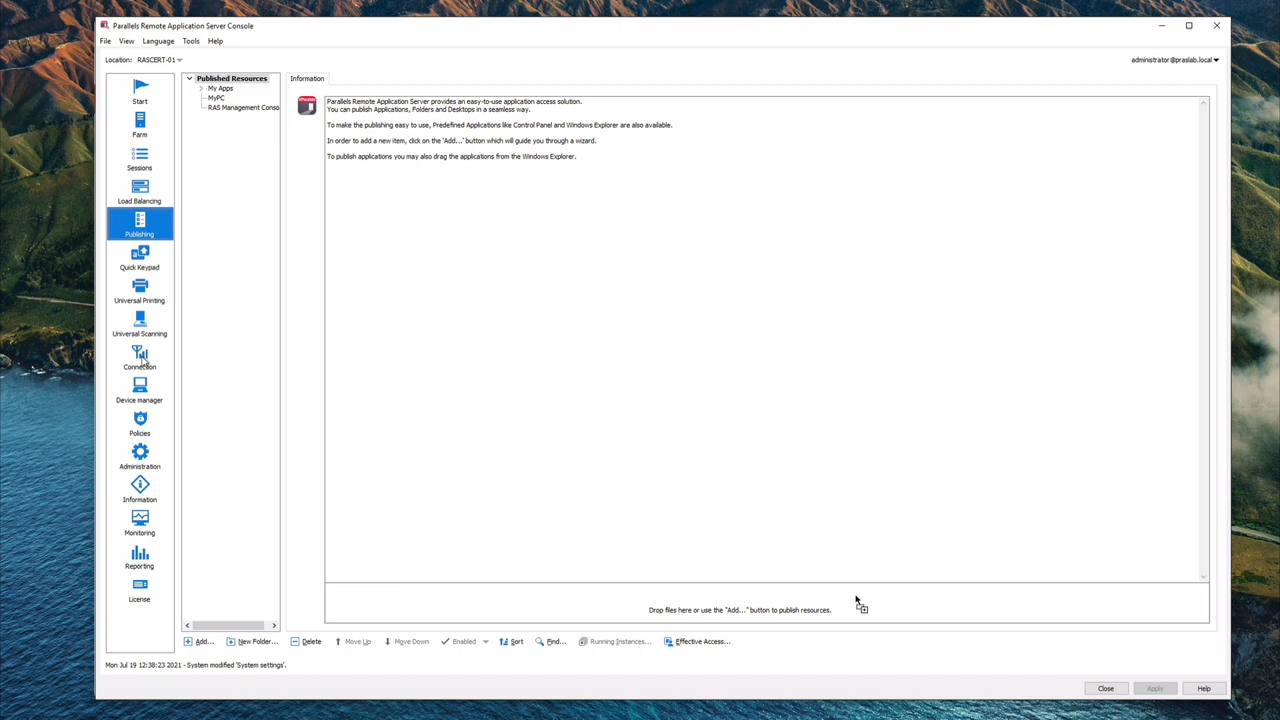 Parallels Remote Application Server Console
File View Language Tools Help
Location: RASCERT-01
administrator@praslab.local
Start
Farm
Sessions
Load Balancing
Publishing
Quick Keypad
Universal Printing
Universal Scanning
Connection
Device manager
Policies
Administration
Information
Monitoring
Reporting
License
Published Resources
My Apps
MyPC
RAS Management Conso
Information
Parallels Remote Application Server provides an easy-to-use application access solution.
You can publish Applications, Folders and Desktops in a seamless way.
To make the publishing easy to use, Predefined Applications like Control Panel and Windows Explorer are also available.
In order to add a new item, click on the 'Add...' button which will guide you through a wizard.
To publish applications you may also drag the applications from the Windows Explorer.
Drop files here or use the "Add..." button to publish resources.
Add... New Folder... Delete Move Up Move Down Enabled Sort Find... Running Instances... Effective Access...
Mon Jul 19 12:38:23 2021 - System modified 'System settings'.
Close Apply Help